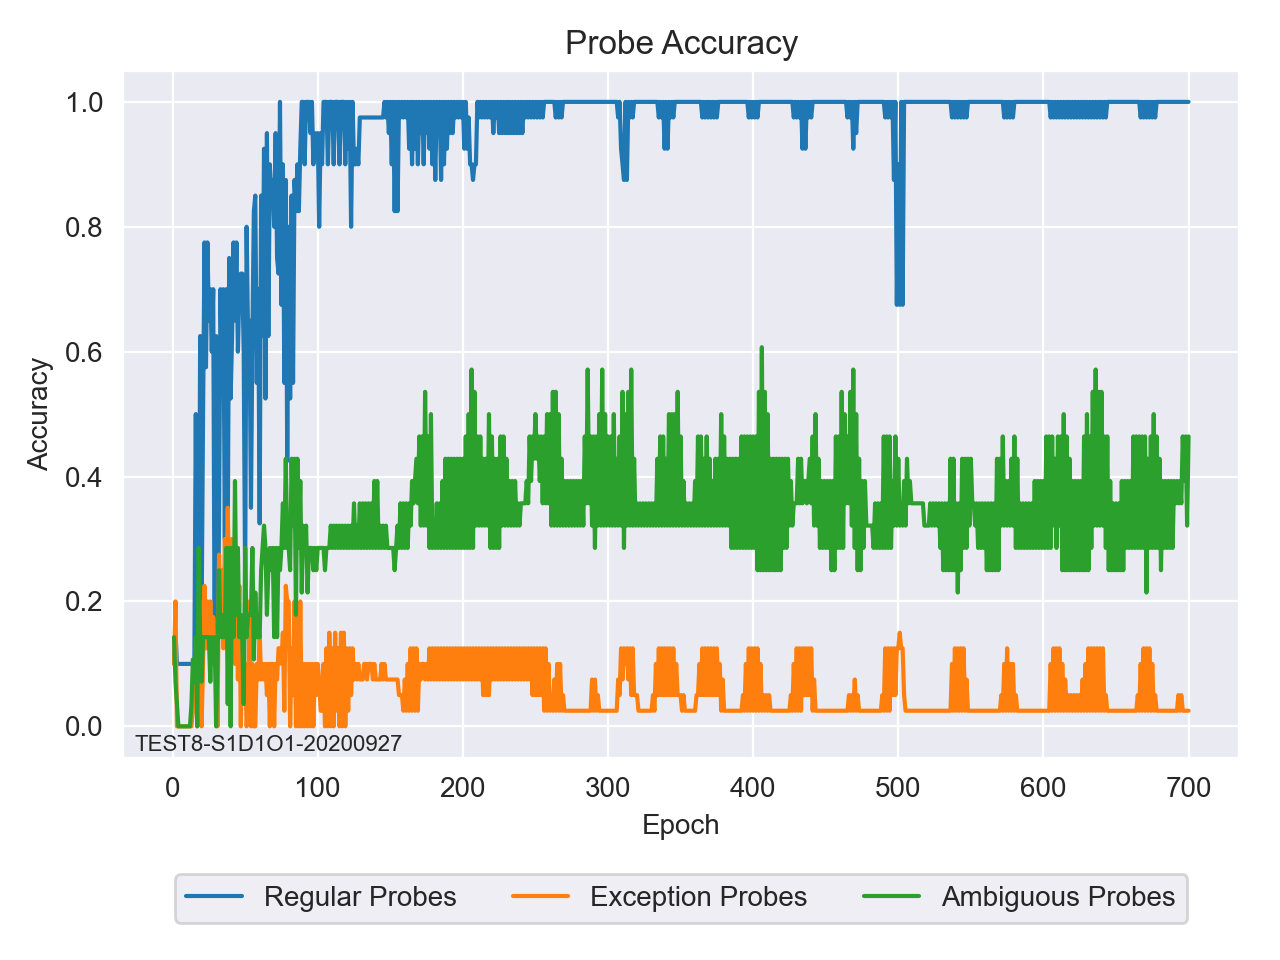 Probe Accuracy
1.0
0.8
0.6
0.4
0.2
0.0
Accuracy
TEST8-S1D1O1-20200927
0 100 200 300 400 500 600 700
Epoch
Regular Probes Exception Probes Ambiguous Probes